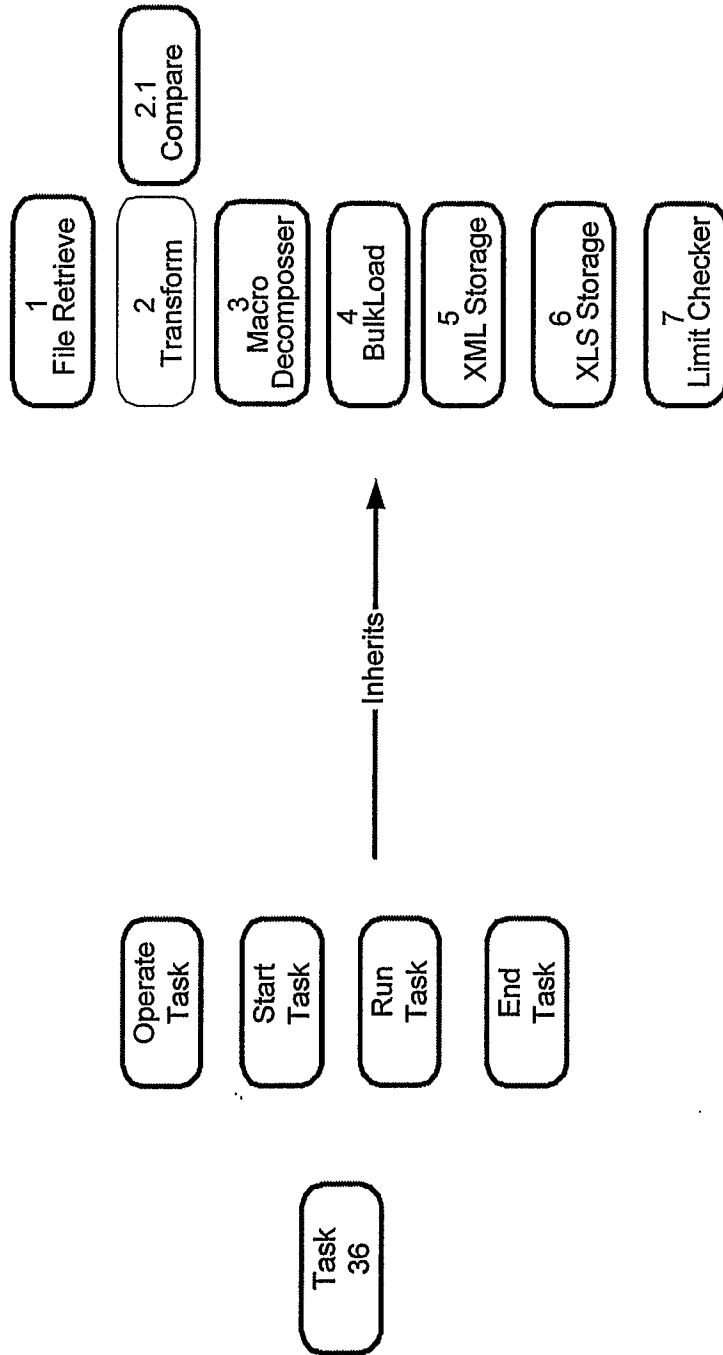 Task
36
Operate
Task
Start
Task
Run
Task
End
Task
Inherits
1
File Retrieve
2
Transform
2.1
Compare
3
Macro
Decomposser
4
BulkLoad
5
XML Storage
6
XLS Storage
7
Limit Checker